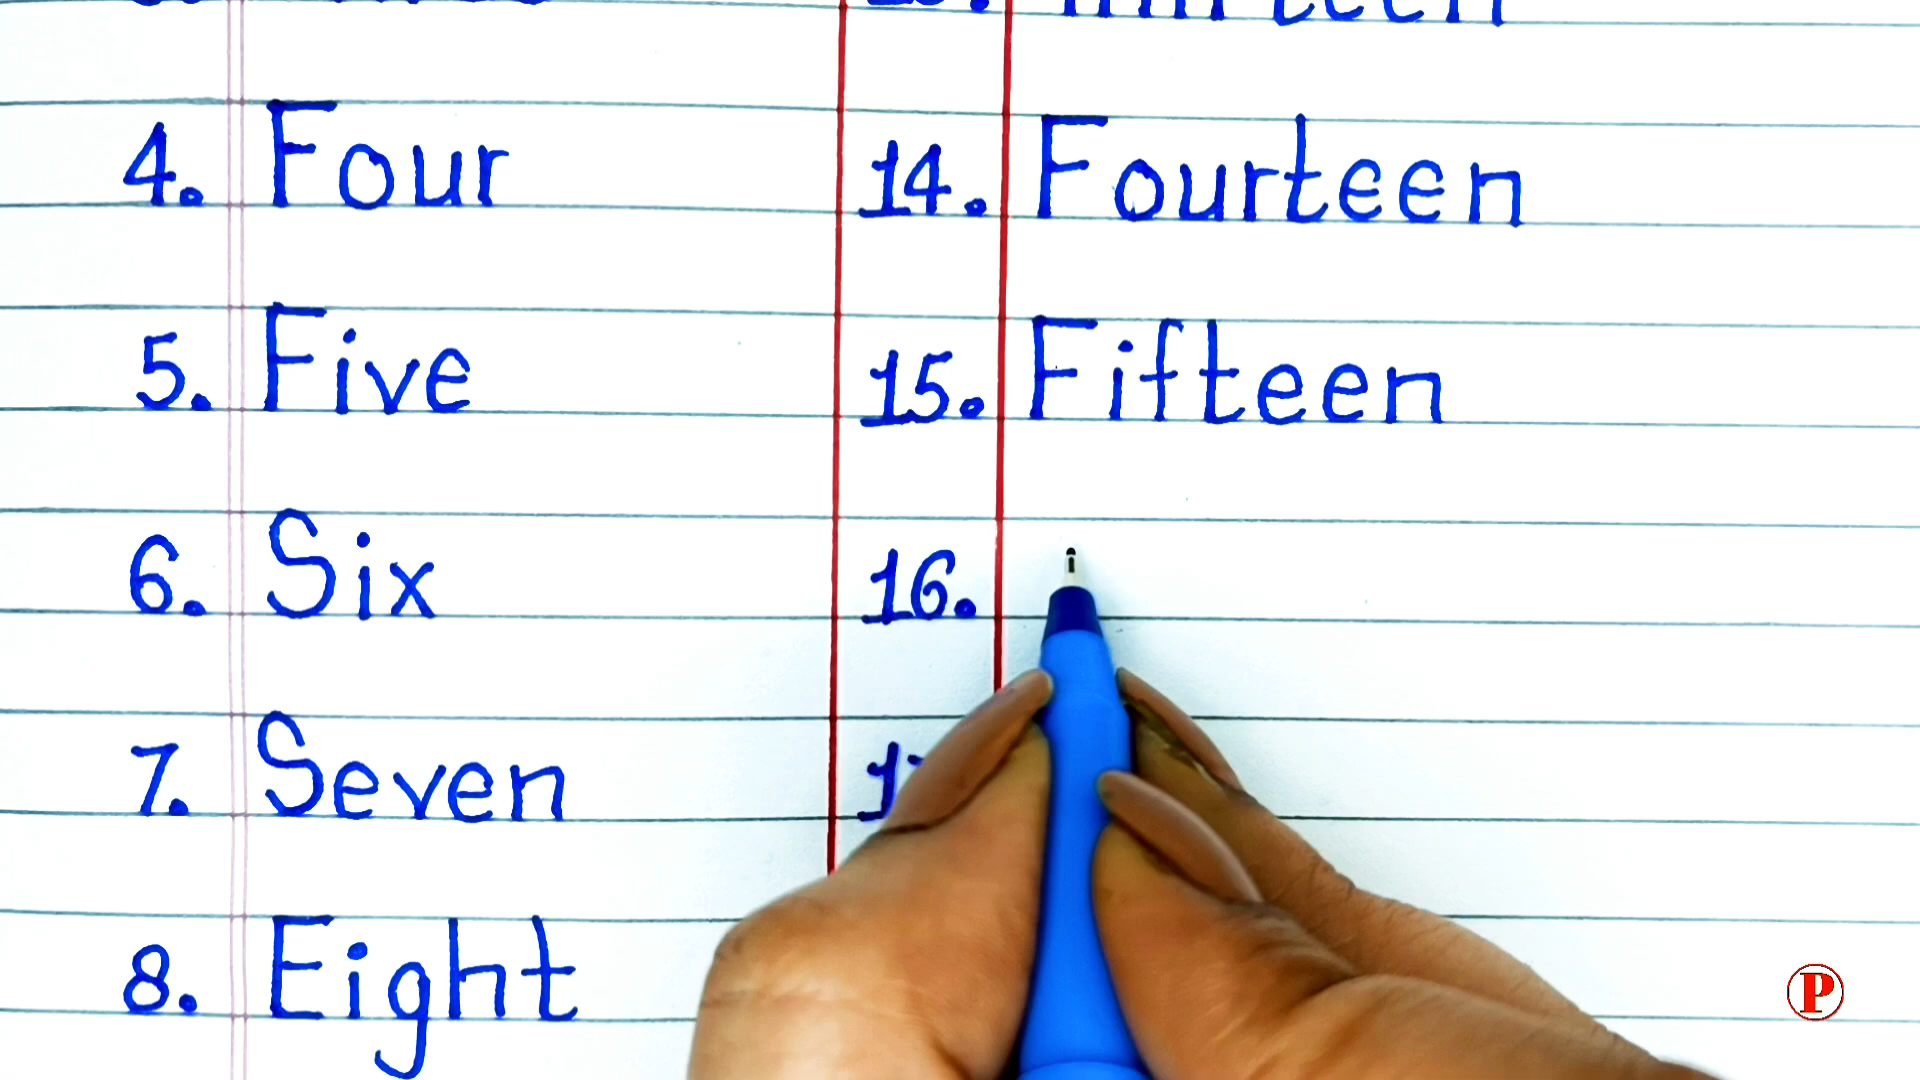 4. Four
5. Five
6. Six
7. Seven
8. Eight
14. Fourteen
15. Fifteen
16.
P